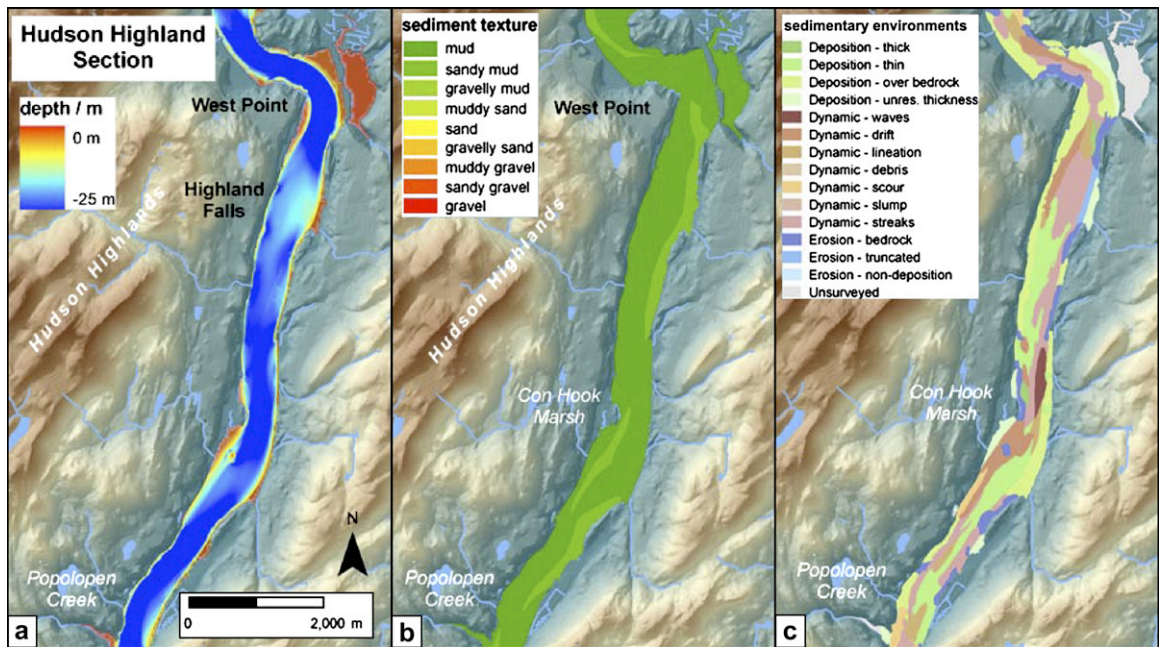 Hudson Highland
Section
depth / m
0 m
-25 m
West Point
Highland
Falls
Hudson Highlands
Con Hook
Marsh
N
Popolopen
Creek
0
2,000 m
a
sediment texture
mud
sandy mud
gravelly mud
muddy sand
sand
gravelly sand
muddy gravel
sandy gravel
gravel
West Point
Hudson Highlands
Con Hook
Marsh
Popolopen
Creek
b
sedimentary environments
Deposition - thick
Deposition - thin
Deposition - over bedrock
Deposition - unres. thickness
Dynamic - waves
Dynamic - drift
Dynamic - lineation
Dynamic - debris
Dynamic - scour
Dynamic - slump
Dynamic - streaks
Erosion - bedrock
Erosion - truncated
Erosion - non-deposition
Unsurveyed
Con Hook
Marsh
Popolopen
Creek
c